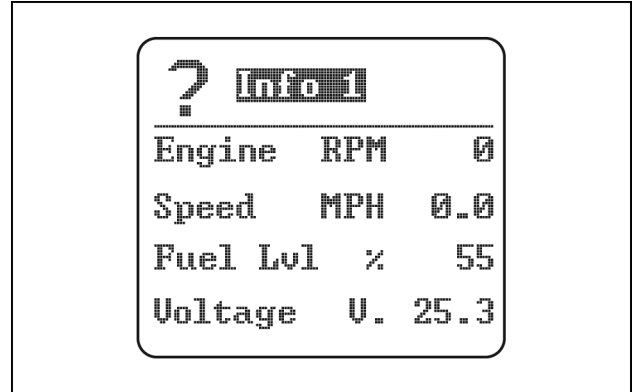 ? Info 1
Engine RPM 0
Speed MPH 0.0
Fuel Lvl % 55
Voltage V. 25.3